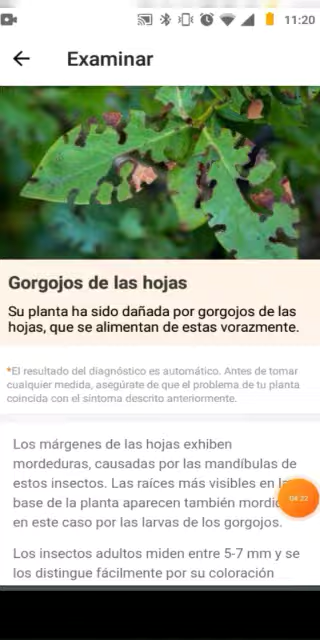 11:20
Examinar
Gorgojos de las hojas
Su planta ha sido dañada por gorgojos de las
hojas, que se alimentan de estas vorazmente.
*El resultado del diagnóstico es automático. Antes de tomar
cualquier medida, asegúrate de que el problema de tu planta
coincida con el síntoma descrito anteriormente.
Los márgenes de las hojas exhiben
mordeduras, causadas por las mandíbulas de
estos insectos. Las raíces más visibles en
base de la planta aparecen también
04:22
en este caso por las larvas de los gorgojos.
Los insectos adultos miden entre 5-7 mm y se
los distingue fácilmente por su coloración